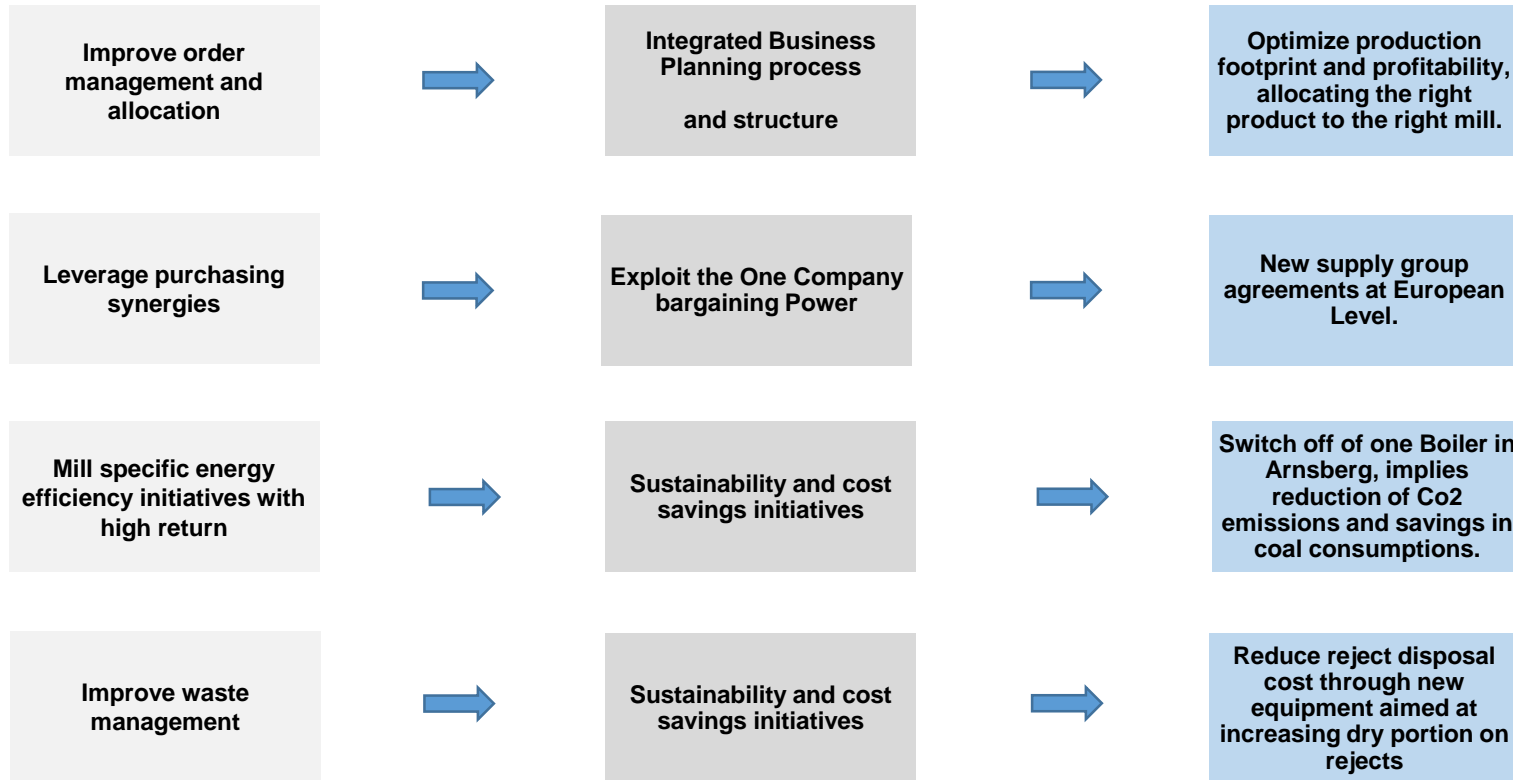 Improve order
management and
allocation
Integrated Business
Planning process
and structure
Optimize production
footprint and profitability,
allocating the right
product to the right mill.
Leverage purchasing
synergies
Exploit the One Company
bargaining Power
New supply group
agreements at European
Level.
Mill specific energy
efficiency initiatives with
high return
Sustainability and cost
savings initiatives
Switch off of one Boiler in
Arnsberg, implies
reduction of Co2
emissions and savings in
coal consumptions.
Improve waste
management
Sustainability and cost
savings initiatives
Reduce reject disposal
cost through new
equipment aimed at
increasing dry portion on
rejects